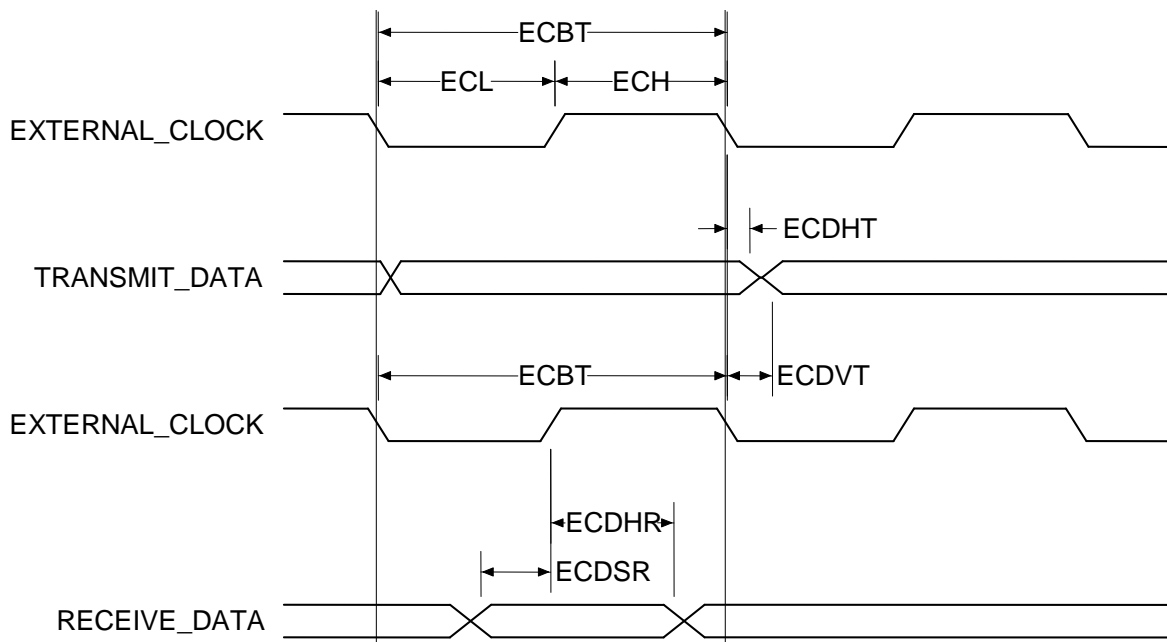 ECBT
ECL ECH
EXTERNAL_CLOCK
ECDHT
TRANSMIT_DATA
ECBT ECDVT
EXTERNAL_CLOCK
ECDHR
ECDSR
RECEIVE_DATA